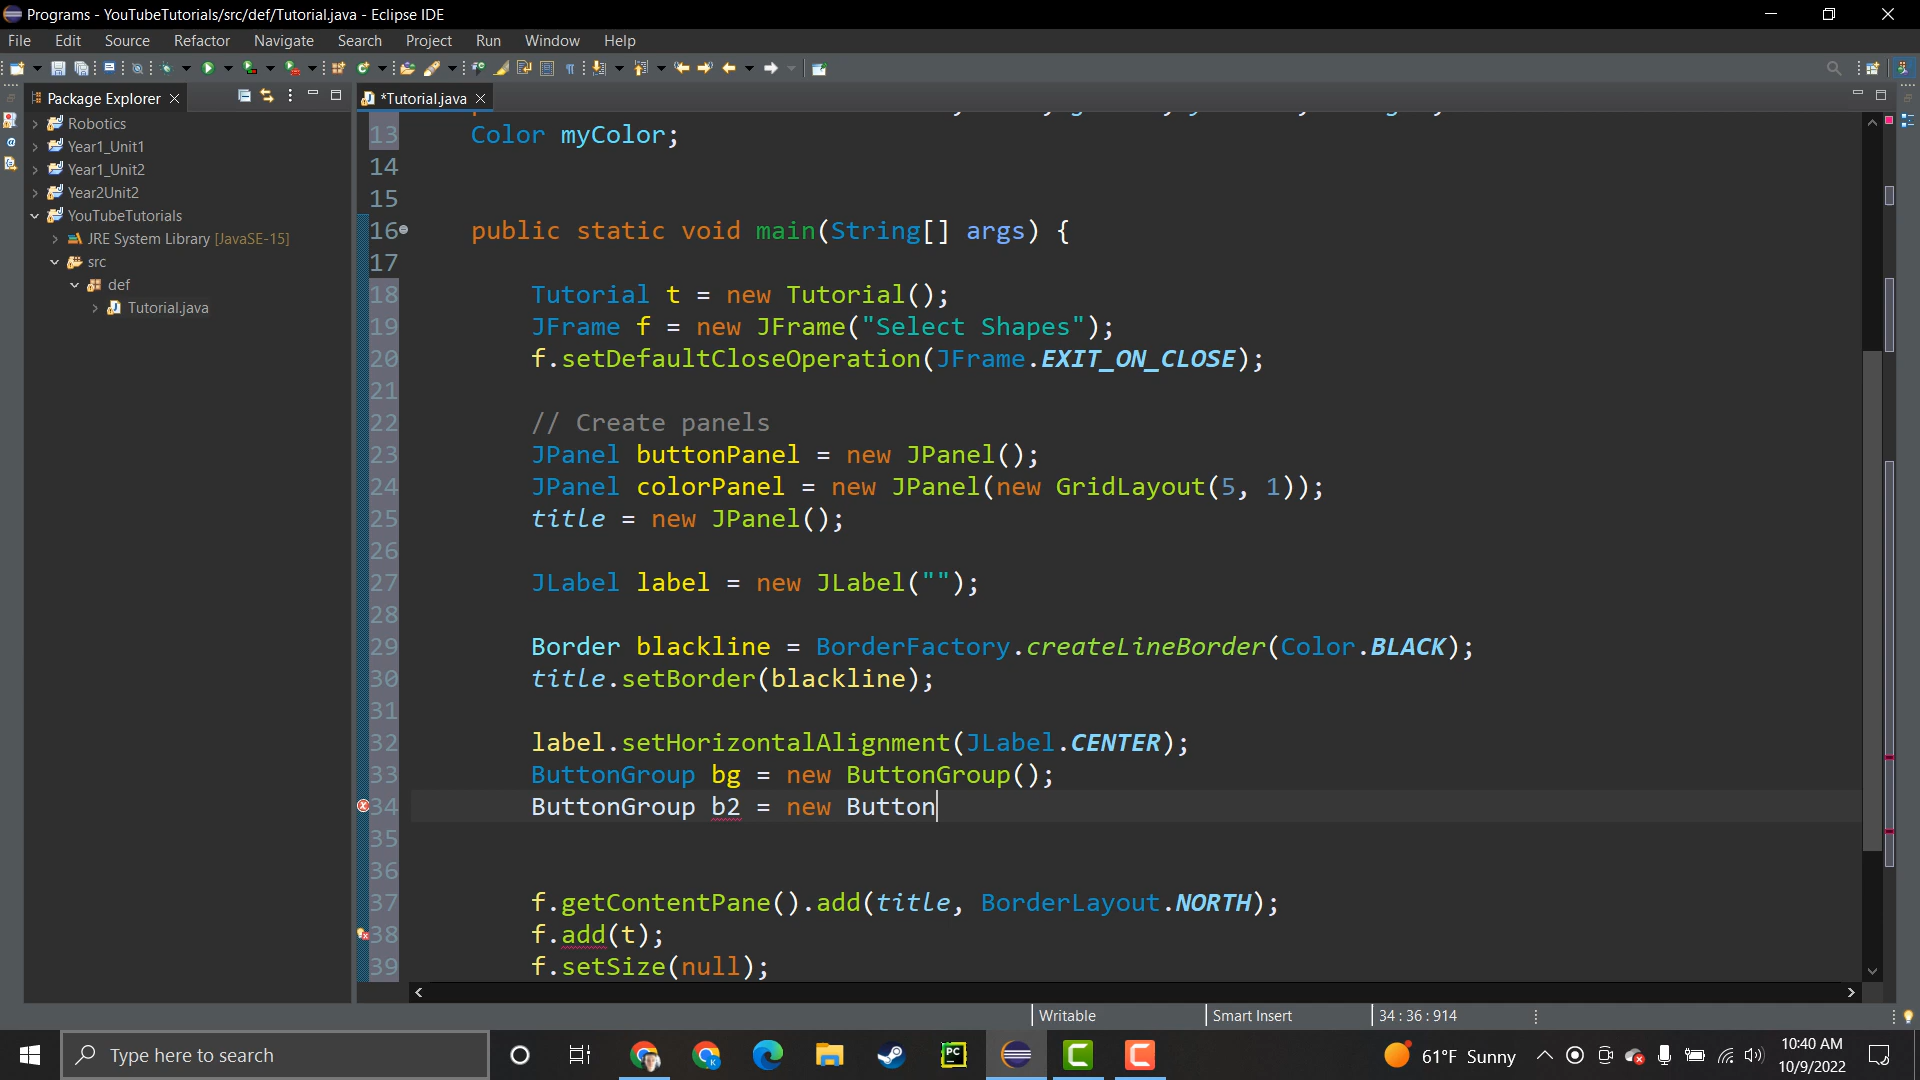 Programs - YouTubeTutorials/src/def/Tutorial.java - Eclipse IDE
File Edit Source Refactor Navigate Search Project Run Window Help
Package Explorer
*Tutorial.java
Robotics
Year1_Unit1
Year1_Unit2
Year2Unit2
YouTubeTutorials
JRE System Library [JavaSE-15]
src
def
Tutorial.java
13 Color myColor;
14
15
16 public static void main(String[] args) {
17
18 Tutorial t = new Tutorial();
19 JFrame f = new JFrame("Select Shapes");
20 f.setDefaultCloseOperation(JFrame.EXIT_ON_CLOSE);
21
22 // Create panels
23 JPanel buttonPanel = new JPanel();
24 JPanel colorPanel = new JPanel(new GridLayout(5, 1));
25 title = new JPanel();
26
27 JLabel label = new JLabel("");
28
29 Border blackline = BorderFactory.createLineBorder(Color.BLACK);
30 title.setBorder(blackline);
31
32 label.setHorizontalAlignment(JLabel.CENTER);
33 ButtonGroup bg = new ButtonGroup();
34 ButtonGroup b2 = new Button
35
36
37 f.getContentPane().add(title, BorderLayout.NORTH);
38 f.add(t);
39 f.setSize(null);
Writable Smart Insert 34 : 36 : 914
Type here to search
PC
61°F Sunny
10:40 AM
10/9/2022